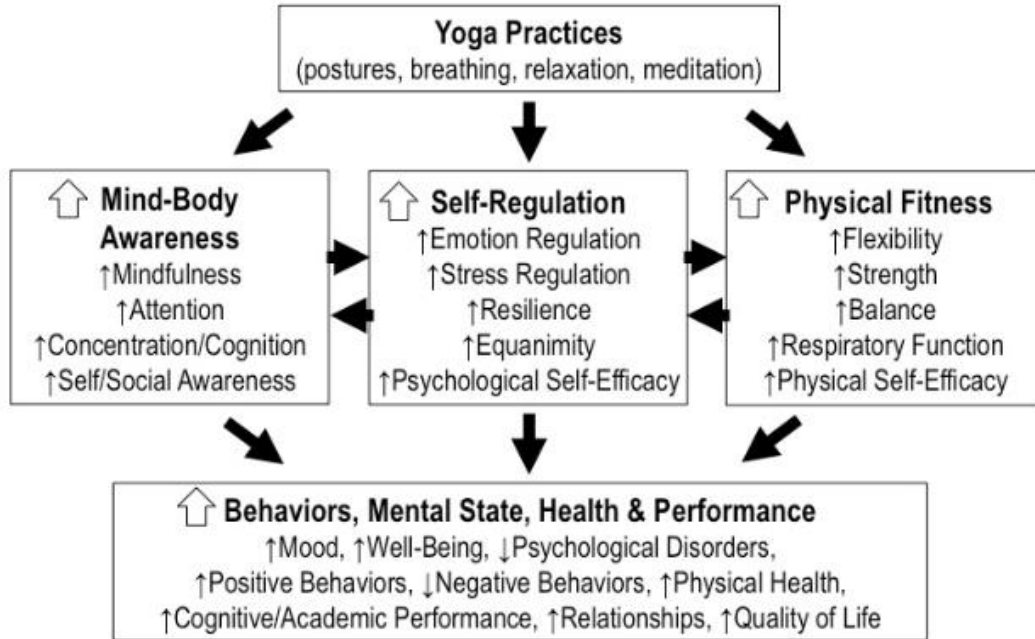 Yoga Practices
(postures, breathing, relaxation, meditation)
Mind-Body
Awareness
↑Mindfulness
↑Attention
↑Concentration/Cognition
↑Self/Social Awareness
Self-Regulation
↑Emotion Regulation
↑Stress Regulation
↑Resilience
↑Equanimity
↑Psychological Self-Efficacy
Physical Fitness
↑Flexibility
↑Strength
↑Balance
↑Respiratory Function
↑Physical Self-Efficacy
Behaviors, Mental State, Health & Performance
↑Mood, ↑Well-Being, ↓Psychological Disorders,
↑Positive Behaviors, ↓Negative Behaviors, ↑Physical Health,
↑Cognitive/Academic Performance, ↑Relationships, ↑Quality of Life